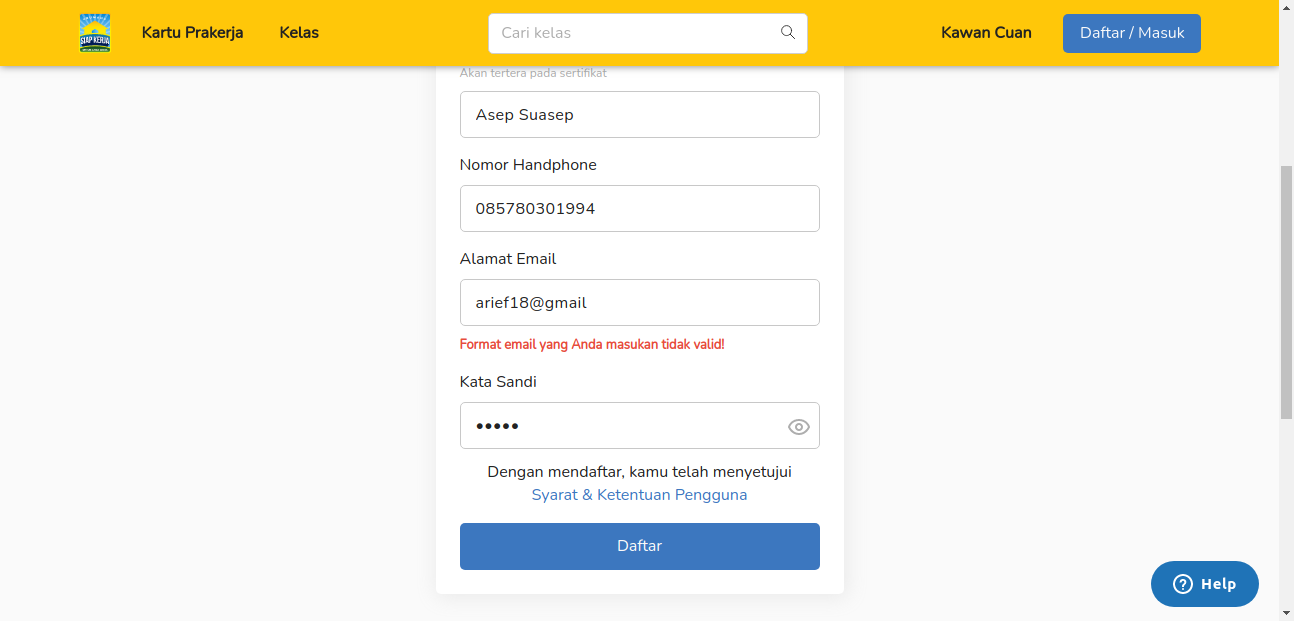 SIAP KERJA
Kartu Prakerja
Kelas
Cari kelas
Kawan Cuan
Daftar / Masuk
Akan tertera pada sertifikat
Asep Suasep
Nomor Handphone
085780301994
Alamat Email
arief18@gmail
Format email yang Anda masukan tidak valid!
Kata Sandi
•••••
Dengan mendaftar, kamu telah menyetujui
Syarat & Ketentuan Pengguna
Daftar
Help